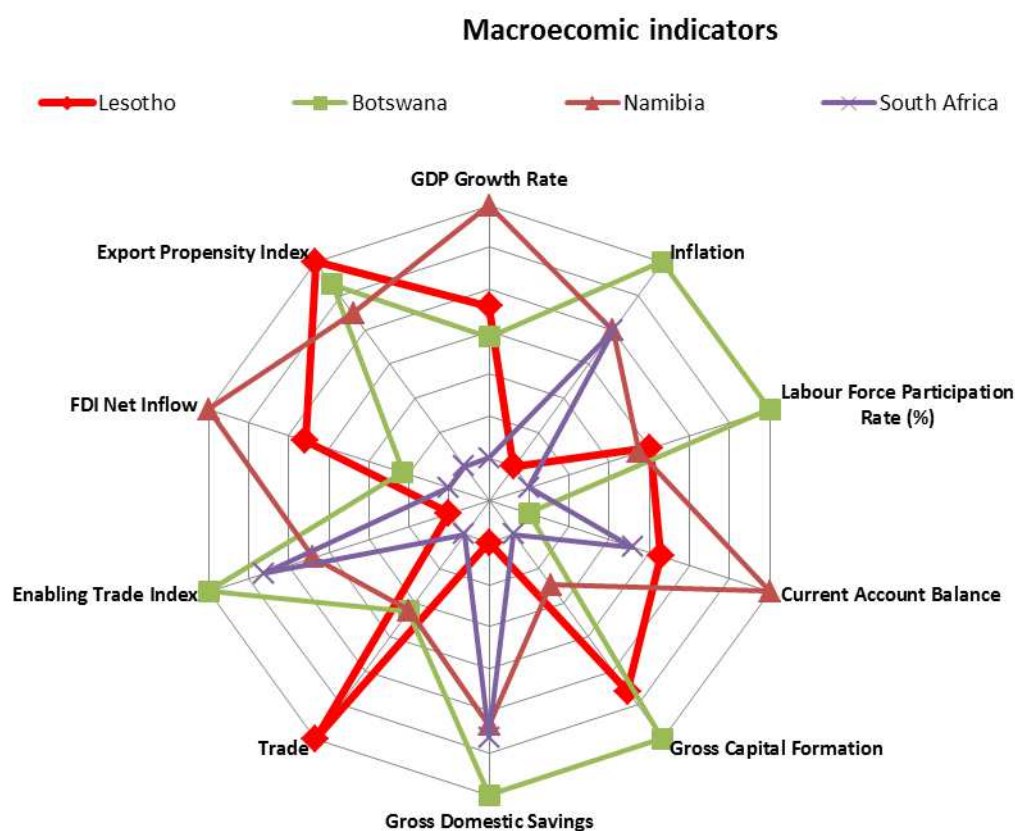 Macroecomic indicators
Lesotho Botswana Namibia South Africa
GDP Growth Rate
Export Propensity Index
Inflation
FDI Net Inflow
Labour Force Participation
Rate (%)
Enabling Trade Index
Current Account Balance
Trade
Gross Capital Formation
Gross Domestic Savings